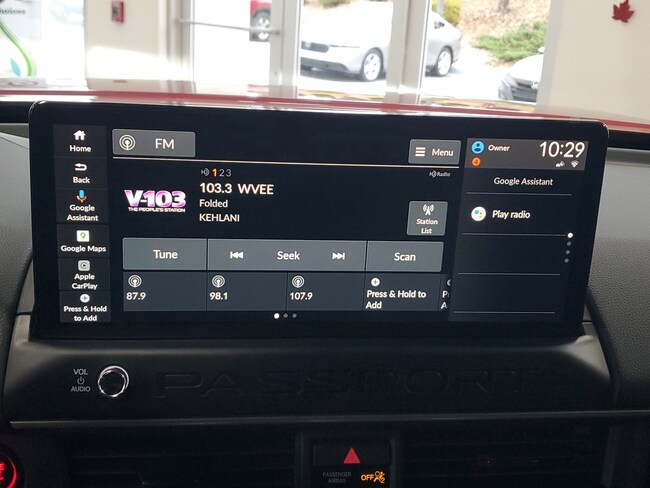 Home
Back
Google
Assistant
Google Maps
Apple
CarPlay
Press & Hold
to Add
FM
Menu
HD 1 2 3
HD Radio
V-103
THE PEOPLE'S STATION
103.3 WVEE
Folded
KEHLANI
Station
List
Tune
Seek
Scan
87.9
98.1
107.9
Press & Hold to
Add
Owner
10:29
Google Assistant
Play radio
VOL
AUDIO
PASSPORT
PASSENGER
AIRBAG
OFF